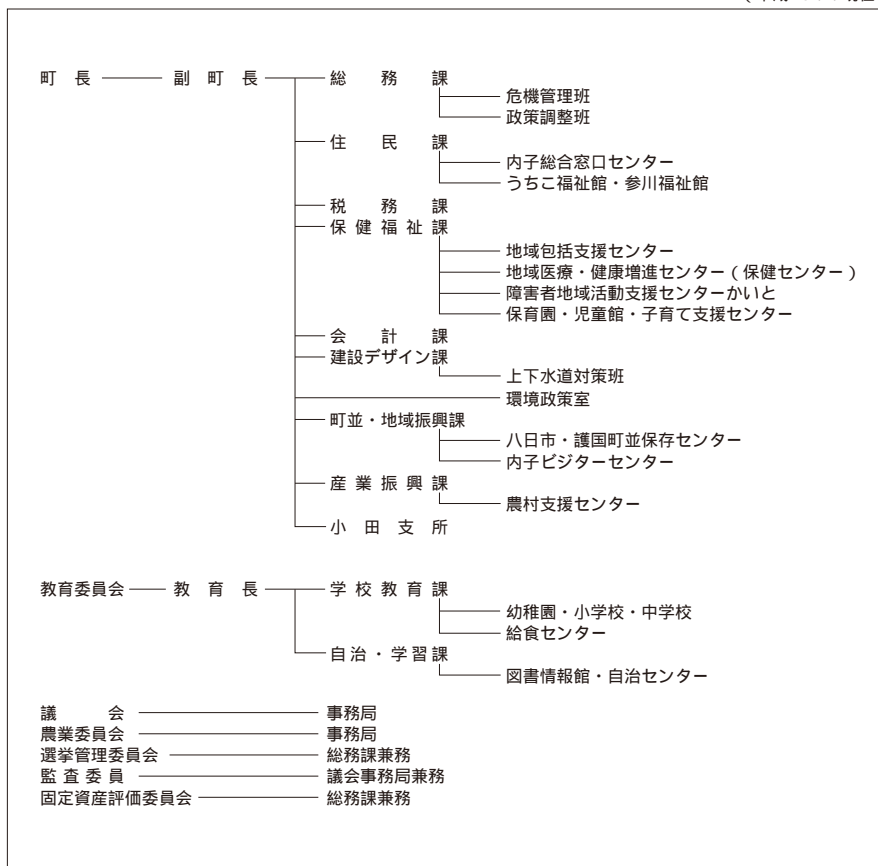 町長 副町長 総務課
危機管理班
政策調整班
住民課
内子総合窓口センター
うちこ福祉館・参川福祉館
税務課
保健福祉課
地域包括支援センター
地域医療・健康増進センター(保健センター)
障害者地域活動支援センターかいと
保育園・児童館・子育て支援センター
会計課
建設デザイン課
上下水道対策班
環境政策室
町並・地域振興課
八日市・護国町並保存センター
内子ビジターセンター
産業振興課
農村支援センター
小田支所
教育委員会 教育長 学校教育課
幼稚園・小学校・中学校
給食センター
自治・学習課
図書情報館・自治センター
議会 事務局
農業委員会 事務局
選挙管理委員会 総務課兼務
監査委員 議会事務局兼務
固定資産評価委員会 総務課兼務